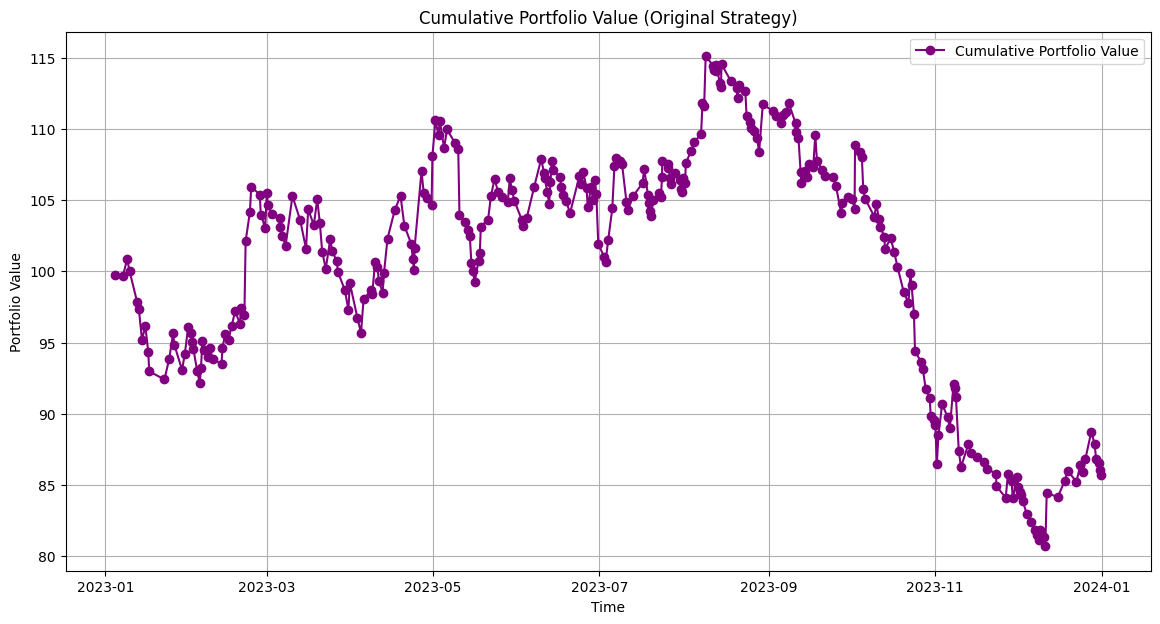 Cumulative Portfolio Value (Original Strategy)
Cumulative Portfolio Value
Portfolio Value
115
110
105
100
95
90
85
80
2023-01 2023-03 2023-05 2023-07 2023-09 2023-11 2024-01
Time